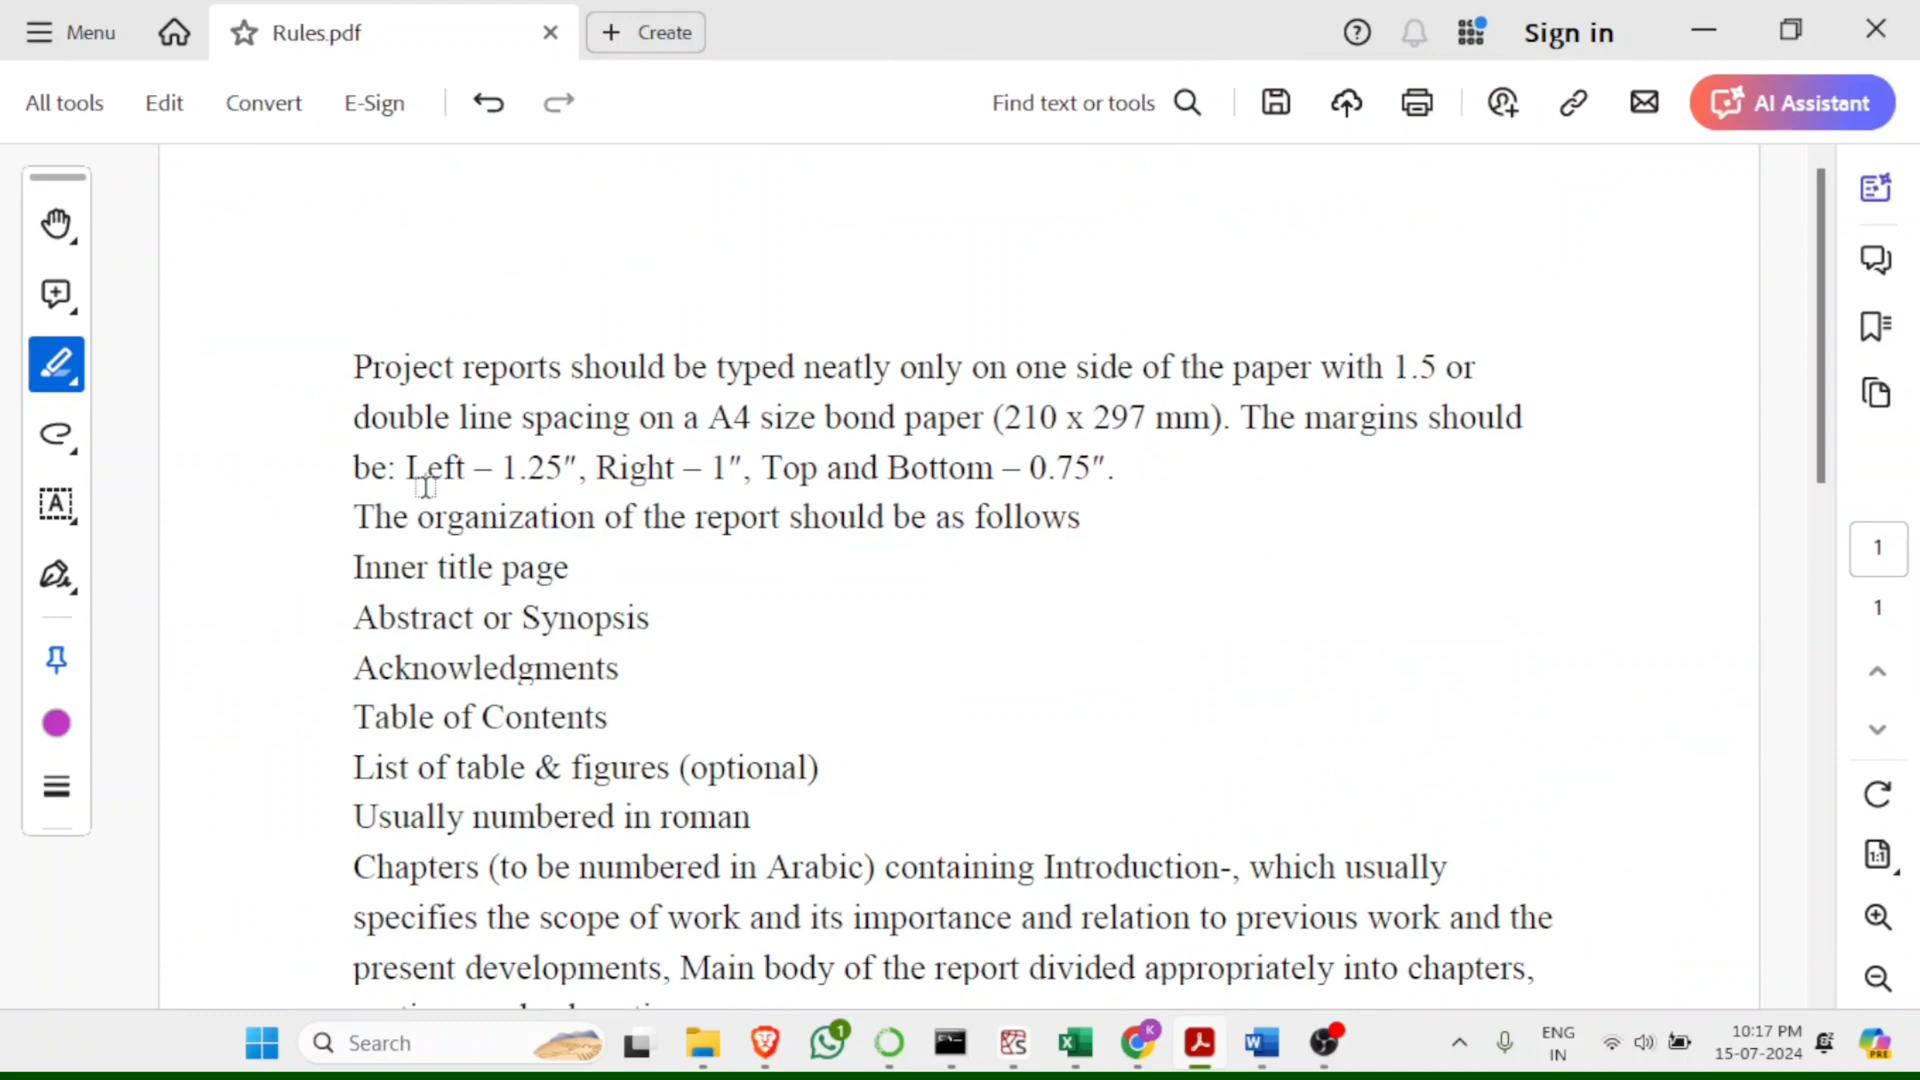 Menu
Rules.pdf
Create
Sign in
All tools
Edit
Convert
E-Sign
Find text or tools
AI Assistant
Project reports should be typed neatly only on one side of the paper with 1.5 or
double line spacing on a A4 size bond paper (210 x 297 mm). The margins should
be: Left – 1.25″, Right – 1″, Top and Bottom – 0.75″.
The organization of the report should be as follows
Inner title page
Abstract or Synopsis
Acknowledgments
Table of Contents
List of table & figures (optional)
Usually numbered in roman
Chapters (to be numbered in Arabic) containing Introduction-, which usually
specifies the scope of work and its importance and relation to previous work and the
present developments, Main body of the report divided appropriately into chapters,
1
1
1:1
Search
1
K
ENG
IN
10:17 PM
15-07-2024
PRE